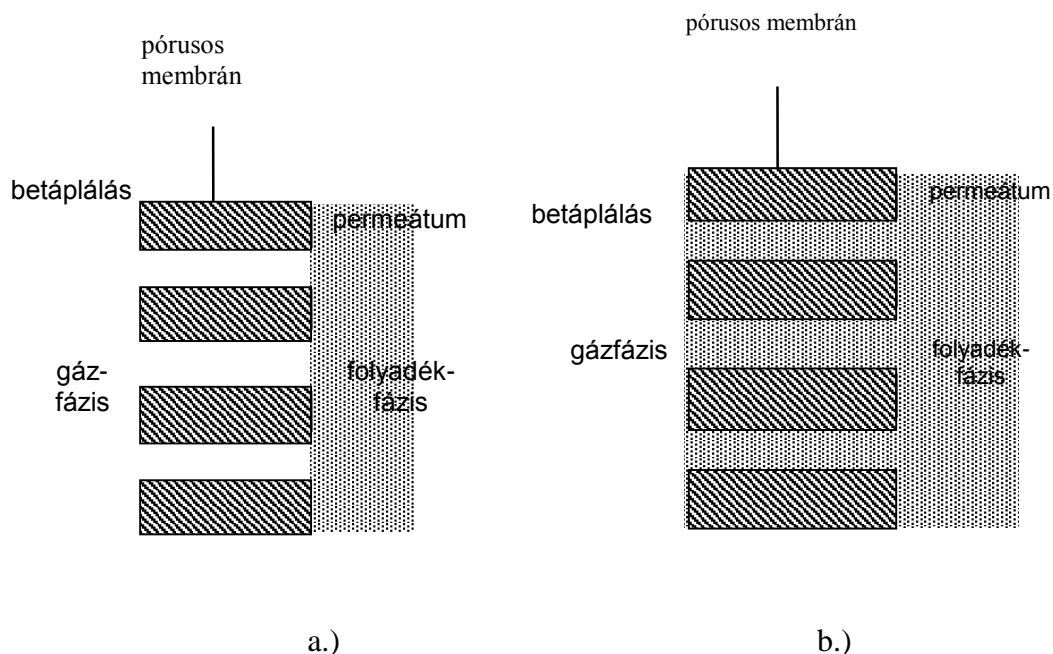 pórusos
membrán
betáplálás
permeátum
gáz-
fázis
folyadék-
fázis
a.)
pórusos membrán
betáplálás
permeátum
gázfázis
folyadék-
fázis
b.)